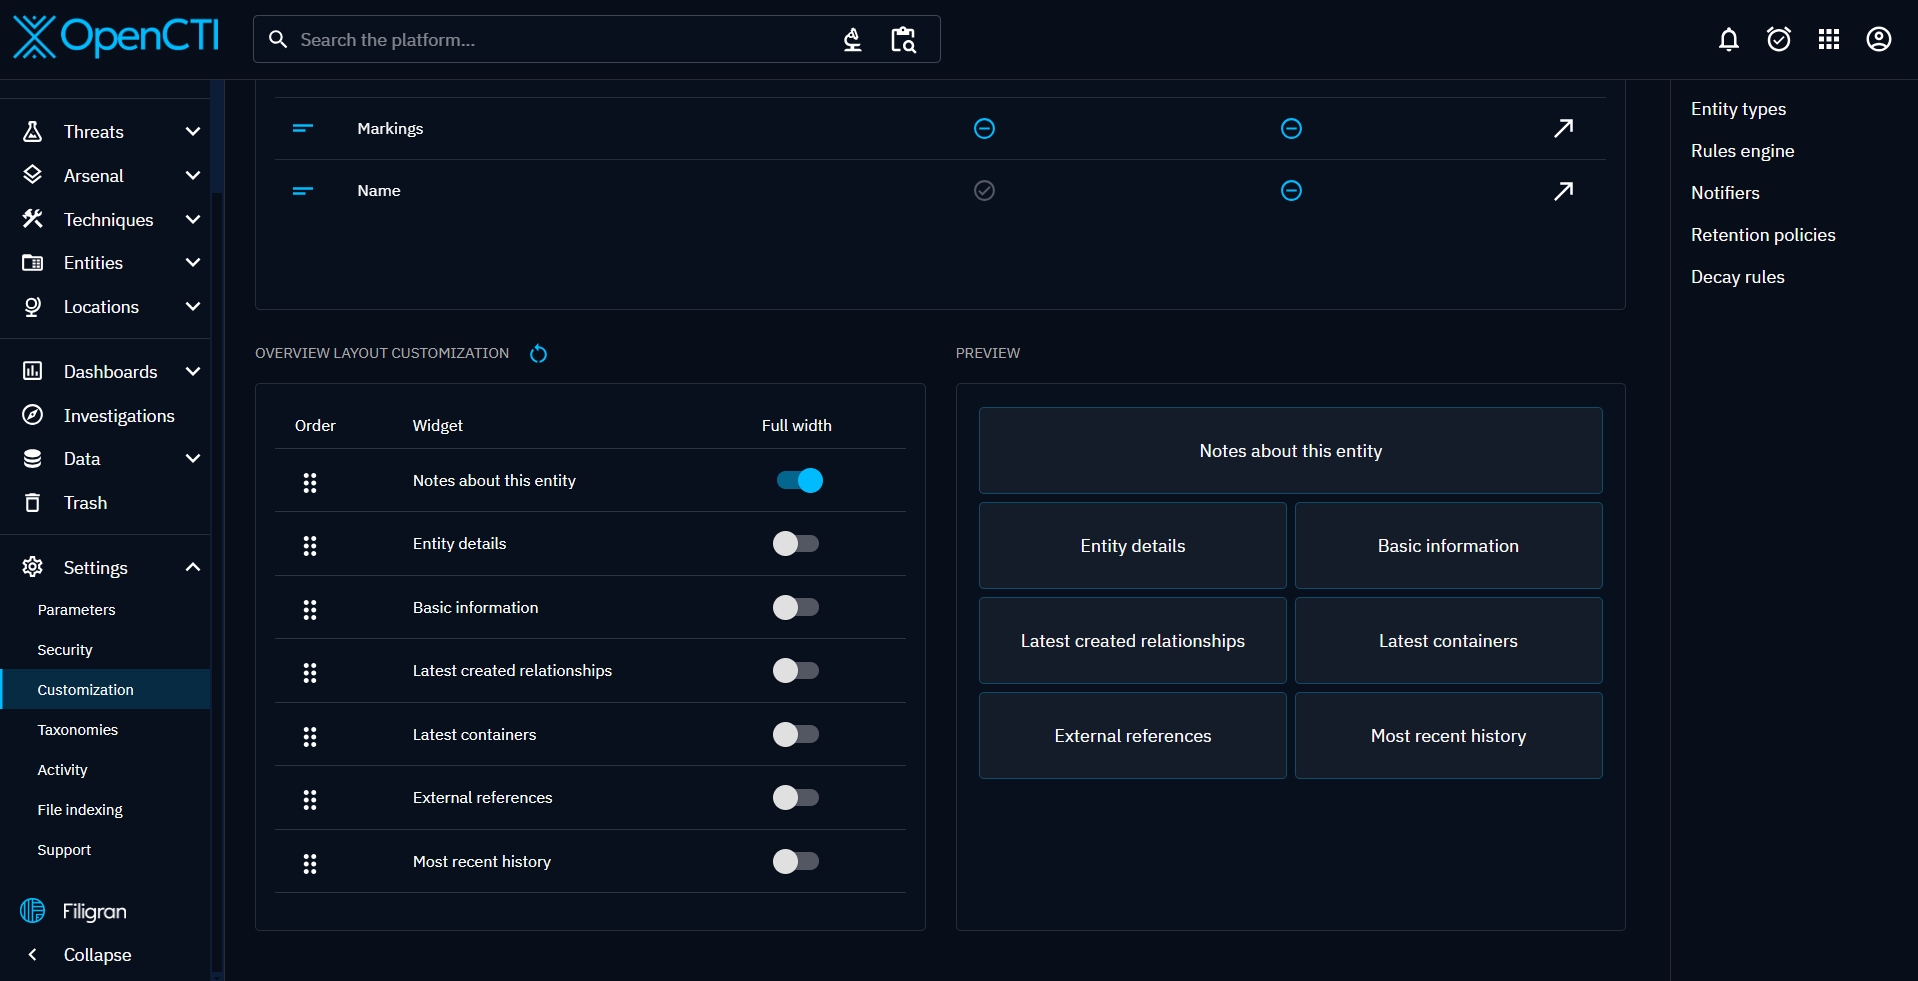 OpenCTI
Search the platform...
Threats
Arsenal
Techniques
Entities
Locations
Dashboards
Investigations
Data
Trash
Settings
Parameters
Security
Customization
Taxonomies
Activity
File indexing
Support
Filigran
Collapse
Markings
Name
OVERVIEW LAYOUT CUSTOMIZATION
Order Widget Full width
Notes about this entity
Entity details
Basic information
Latest created relationships
Latest containers
External references
Most recent history
PREVIEW
Notes about this entity
Entity details Basic information
Latest created relationships Latest containers
External references Most recent history
Entity types
Rules engine
Notifiers
Retention policies
Decay rules